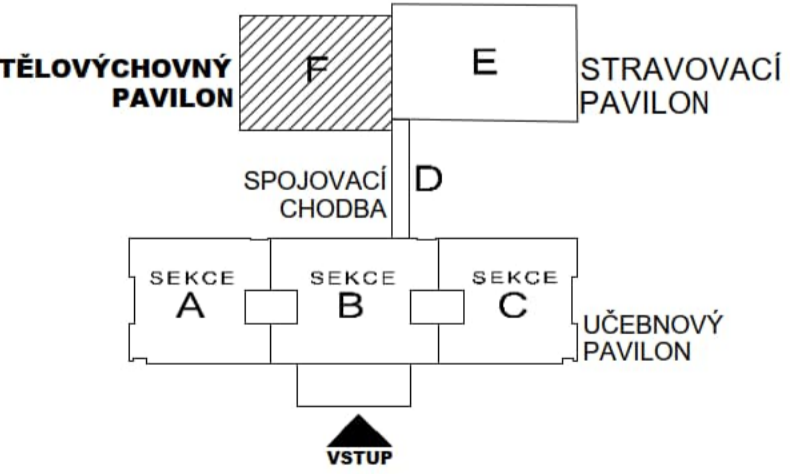 F
E
TĚLOVÝCHOVNÝ
PAVILON
STRAVOVACÍ
PAVILON
SPOJOVACÍ
CHODBA
D
SEKCE
A
SEKCE
B
SEKCE
C
UČEBNOVÝ
PAVILON
VSTUP